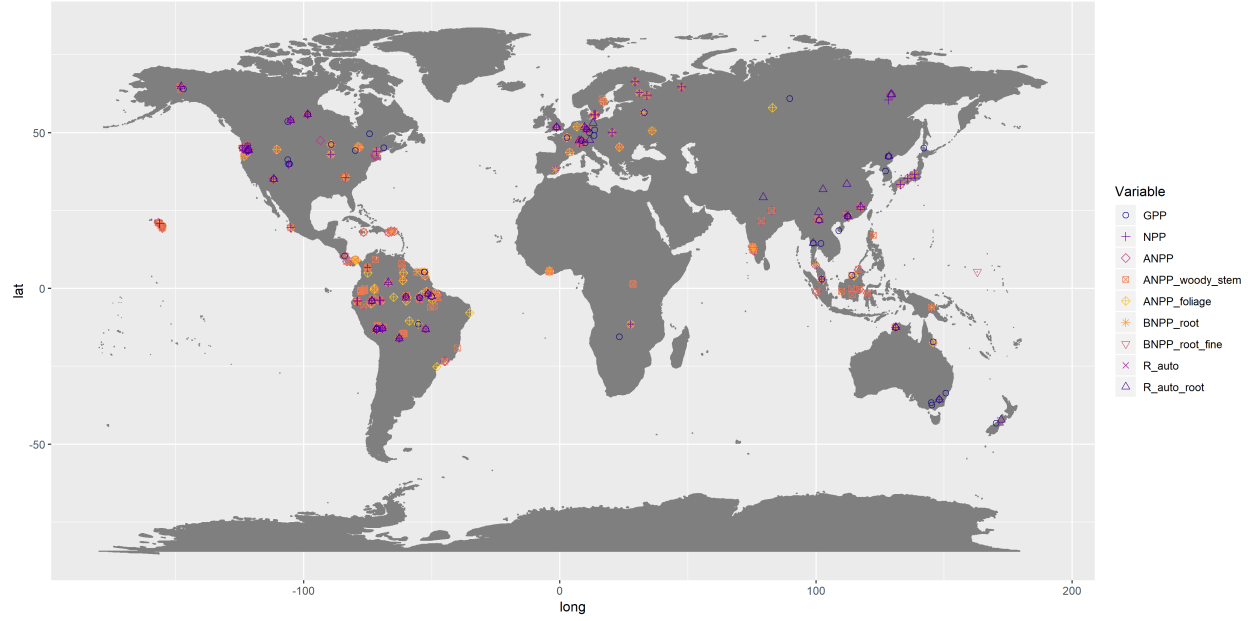 50
0
-50
lat
-100
0
100
200
long
Variable
GPP
NPP
ANPP
ANPP_woody_stem
ANPP_foliage
BNPP_root
BNPP_root_fine
R_auto
R_auto_root